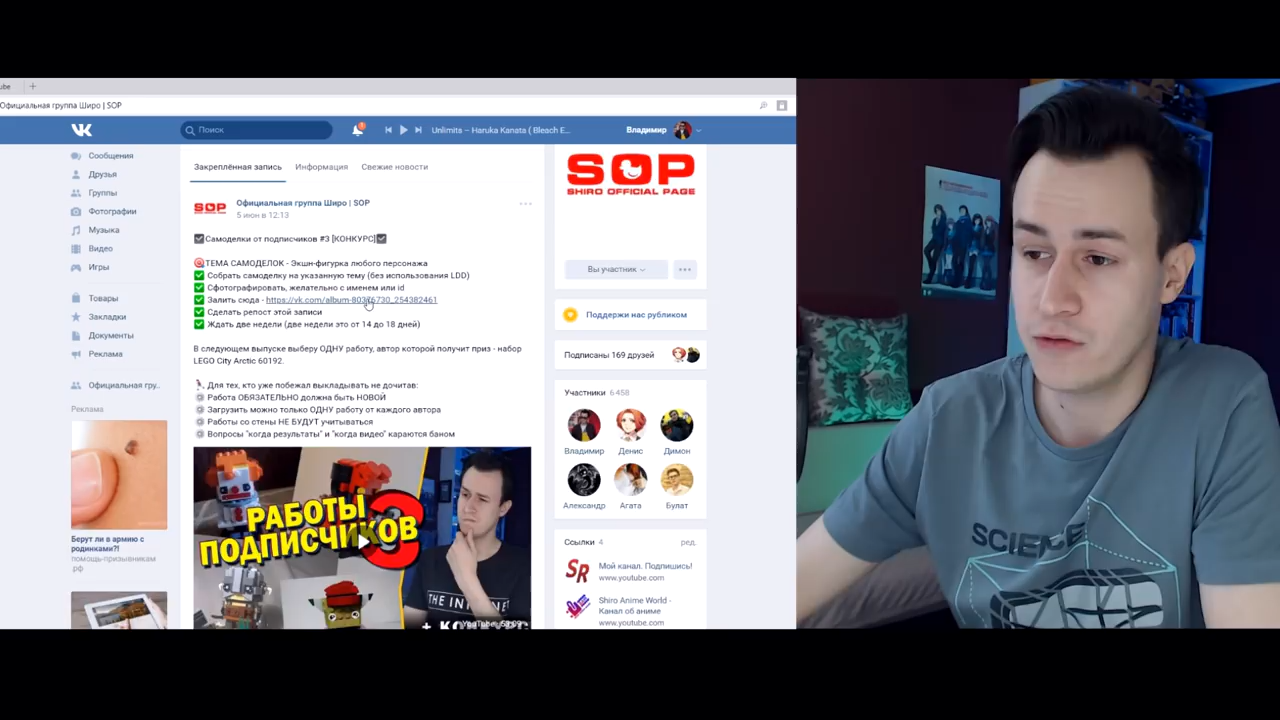 ube
Официальная группа Широ | SOP
Поиск
Unlimits – Haruka Kanata ( Bleach E...
Владимир
Сообщения
Друзья
Группы
Фотографии
Музыка
Видео
Игры
Товары
Закладки
Документы
Реклама
Официальная гру..
Реклама
Берут ли в армию с
родинками?!
помощь-призывникам
.рф
Закреплённая запись
Информация
Свежие новости
SOP
Официальная группа Широ | SOP
5 июн в 12:13
Самоделки от подписчиков #3 [КОНКУРС]
ТЕМА САМОДЕЛОК - Экшн-фигурка любого персонажа
Собрать самоделку на указанную тему (без использования LDD)
Сфотографировать, желательно с именем или id
Залить сюда - https://vk.com/album-80376730_254382461
Сделать репост этой записи
Ждать две недели (две недели это от 14 до 18 дней)
В следующем выпуске выберу ОДНУ работу, автор которой получит приз - набор
LEGO City Arctic 60192.
Для тех, кто уже побежал выкладывать не дочитав:
Работа ОБЯЗАТЕЛЬНО должна быть НОВОЙ
Загрузить можно только ОДНУ работу от каждого автора
Работы со стены НЕ БУДУТ учитываться
Вопросы "когда результаты" и "когда видео" караются баном
РАБОТЫ
ПОДПИСЧИКОВ
3
THE INTERNET
SOP
SHIRO OFFICIAL PAGE
Вы участник
Поддержи нас рубликом
Подписаны 169 друзей
Участники 6 458
Владимир
Денис
Димон
Александр
Агата
Булат
Ссылки 4
ред.
SR
Мой канал. Подпишись!
www.youtube.com
Shiro Anime World -
Канал об аниме
www.youtube.com
SCIENCE